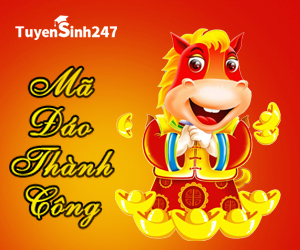 TuyenSinh247
Mã
Đáo
Thành
Công